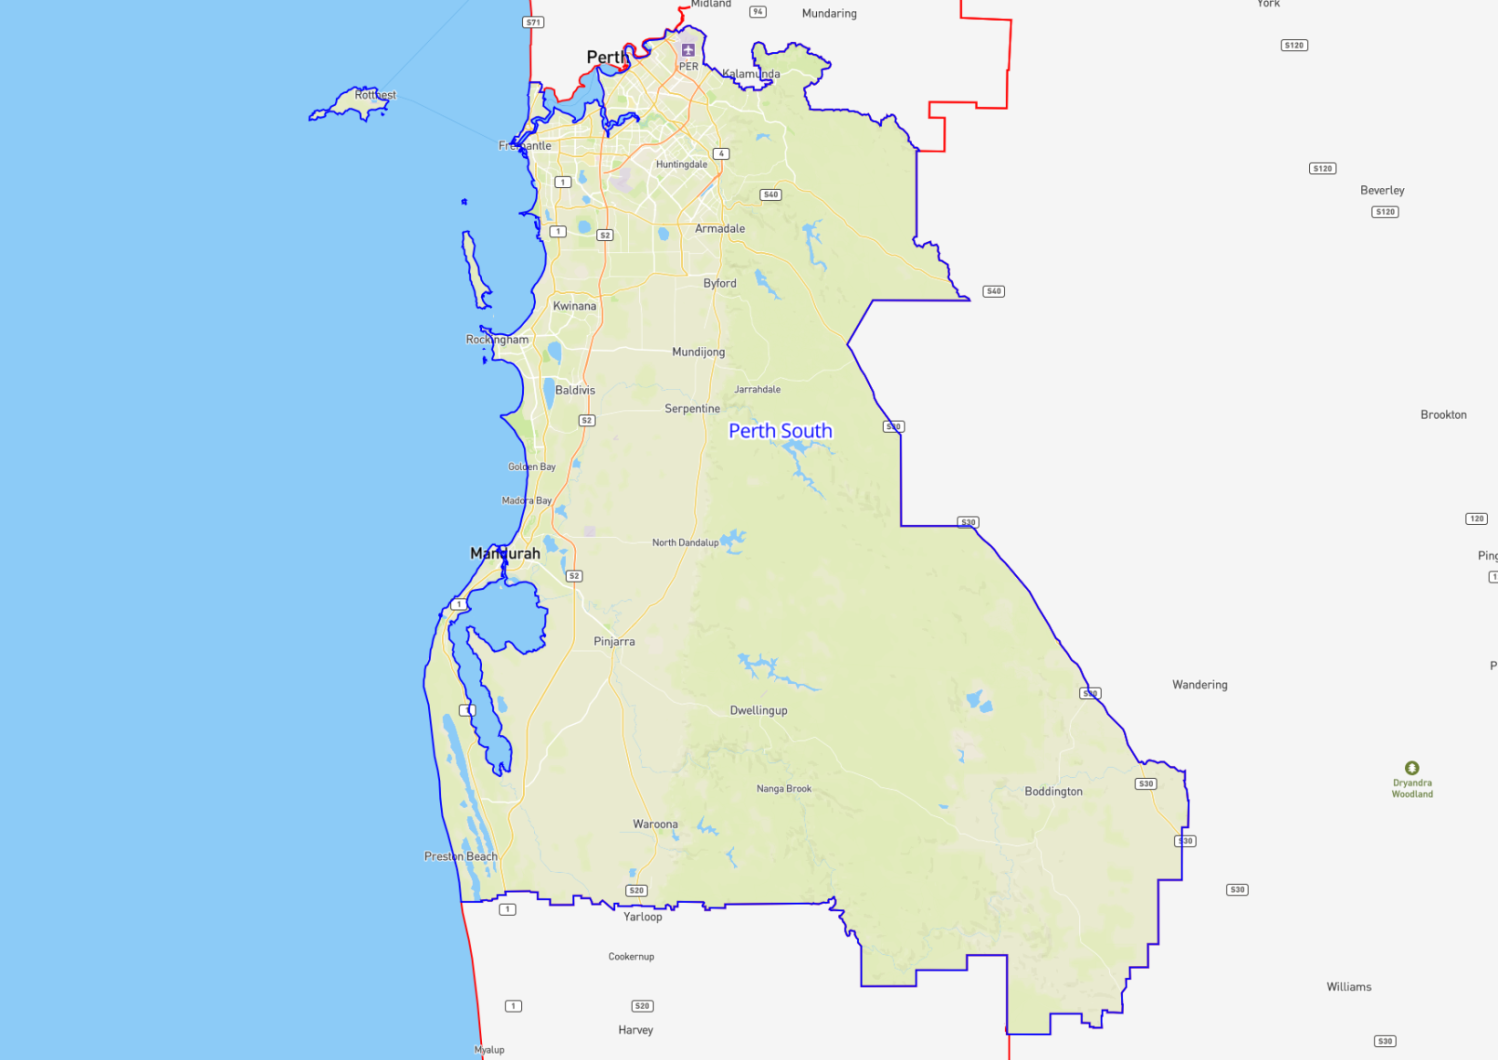 Midland
94
Mundaring
York
S71
S120
Perth
PER
Kalamunda
Rottnest
Fremantle
4
Huntingdale
S120
1
S40
Beverley
S120
1
S2
Armadale
Byford
S40
Kwinana
Rockingham
Mundijong
Baldivis
Jarrahdale
Serpentine
Brookton
S2
Perth South
S30
Golden Bay
Madora Bay
S30
120
North Dandalup
Mandurah
Ping
S2
1
1
Pinjarra
P
Wandering
S30
1
Dwellingup
Dryandra
Woodland
S30
Nanga Brook
Boddington
Waroona
S30
Preston Beach
S20
S30
1
Yarloop
Cookernup
Williams
1
S20
Harvey
S30
Myalup